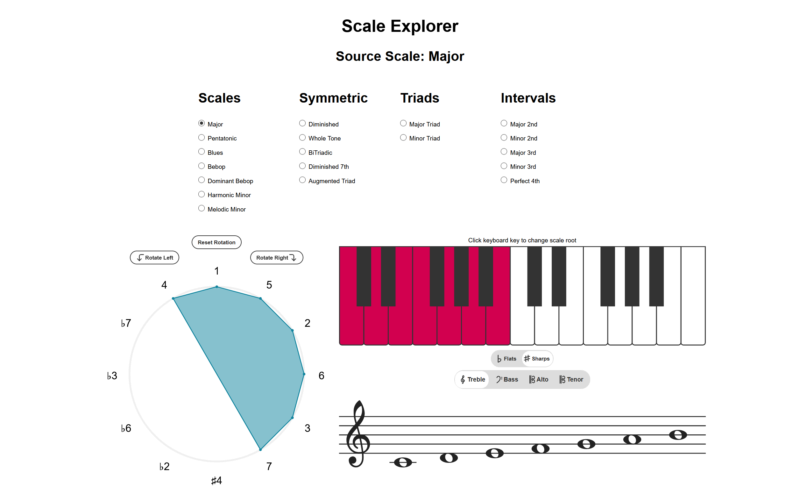 Scale Explorer
Source Scale: Major
Scales
Major
Pentatonic
Blues
Bebop
Dominant Bebop
Harmonic Minor
Melodic Minor
Symmetric
Diminished
Whole Tone
BiTriadic
Diminished 7th
Augmented Triad
Triads
Major Triad
Minor Triad
Intervals
Major 2nd
Minor 2nd
Major 3rd
Minor 3rd
Perfect 4th
Reset Rotation
Rotate Left
Rotate Right
1
5
2
6
3
7
♯4
♭2
♭6
♭3
♭7
4
Click keyboard key to change scale root
♭ Flats
♯ Sharps
Treble
Bass
Alto
Tenor